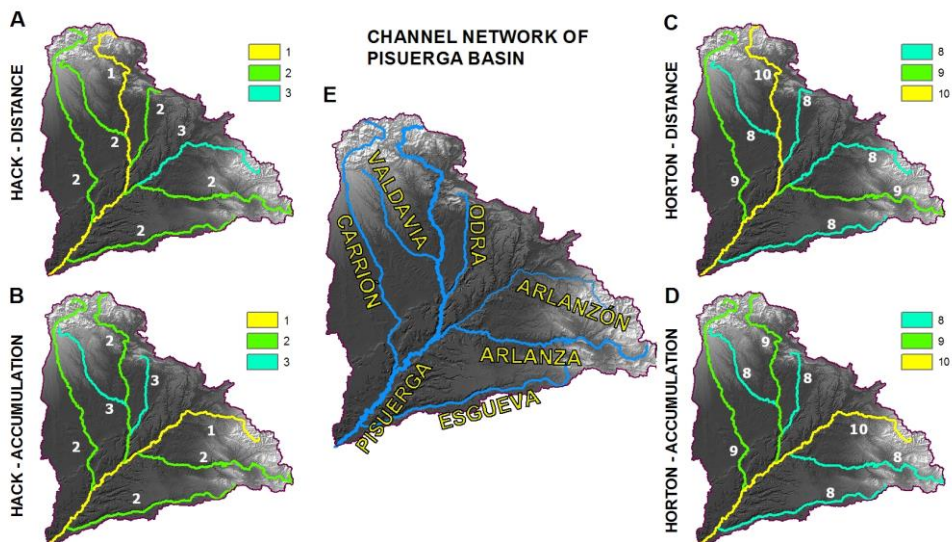 A
HACK - DISTANCE
1
2
3
1
2
3
2
2
2
2
B
HACK - ACCUMULATION
1
2
3
2
3
3
1
2
2
2
CHANNEL NETWORK OF
PISUERGA BASIN
E
VALDAVIA
ODRA
CARRIÓN
ARLANZÓN
ARLANZA
PISUERGA
ESGUEVA
C
HORTON - DISTANCE
8
9
10
10
8
8
8
9
9
8
D
HORTON - ACCUMULATION
8
9
10
9
8
8
10
9
8
8